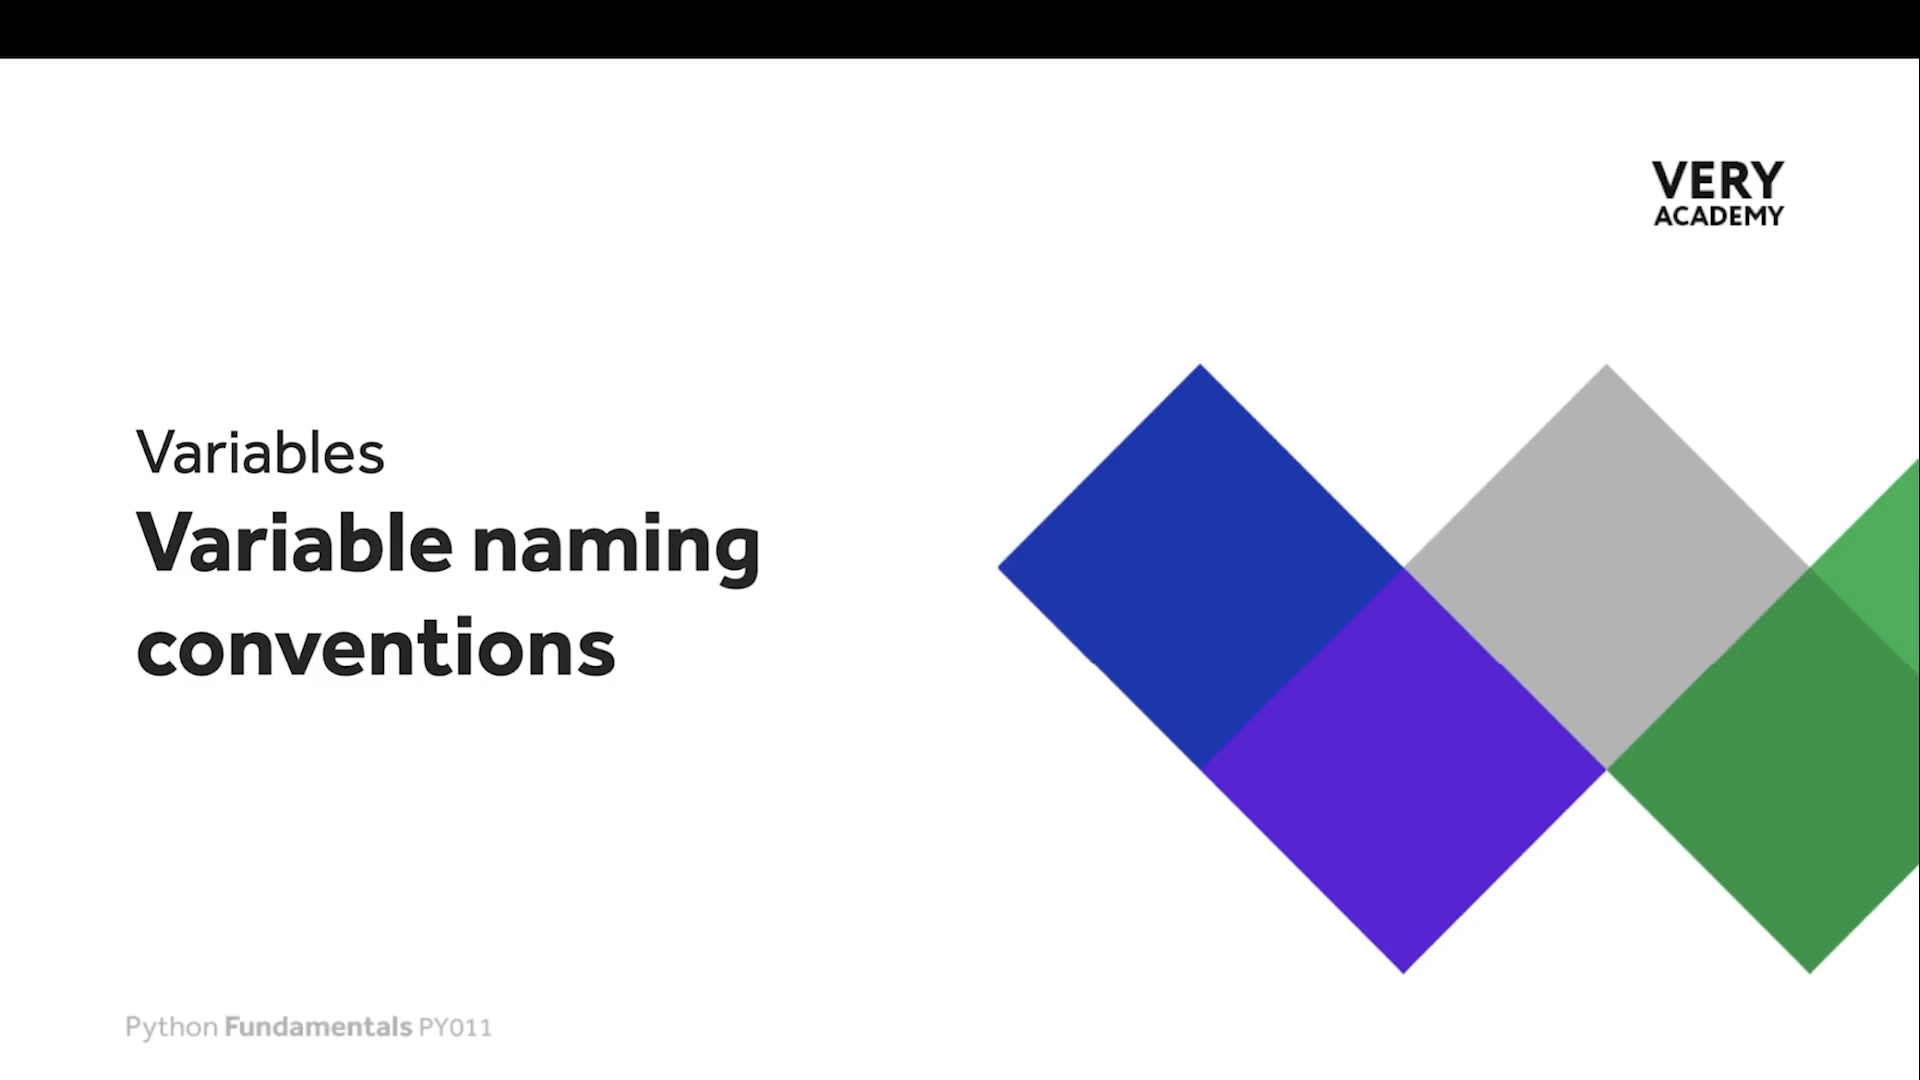 VERY
ACADEMY
Variables
Variable naming
conventions
Python Fundamentals PY011